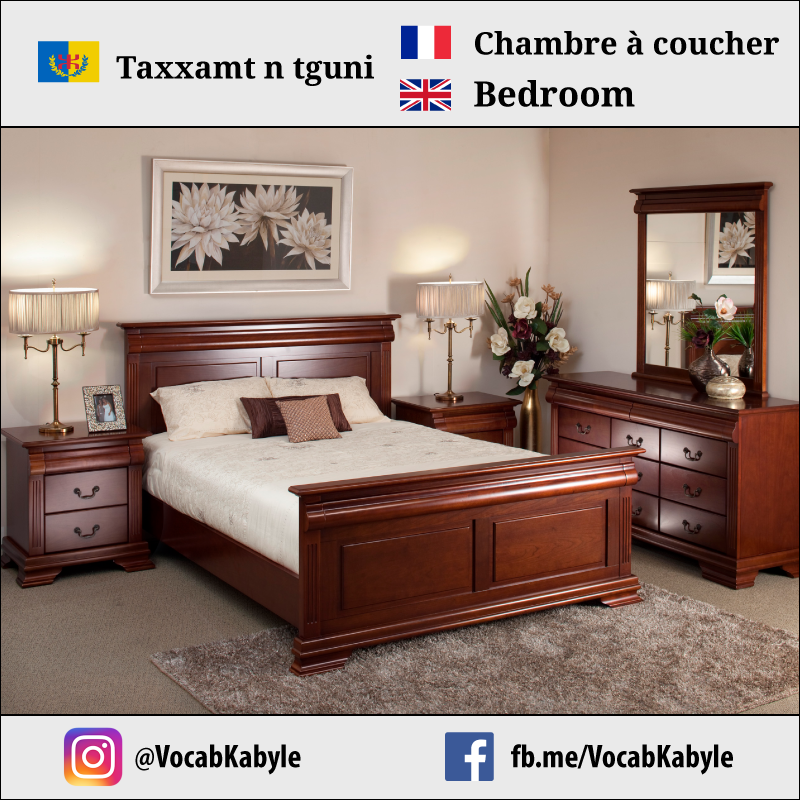 Taxxamt n tguni
Chambre à coucher
Bedroom
@VocabKabyle
fb.me/VocabKabyle